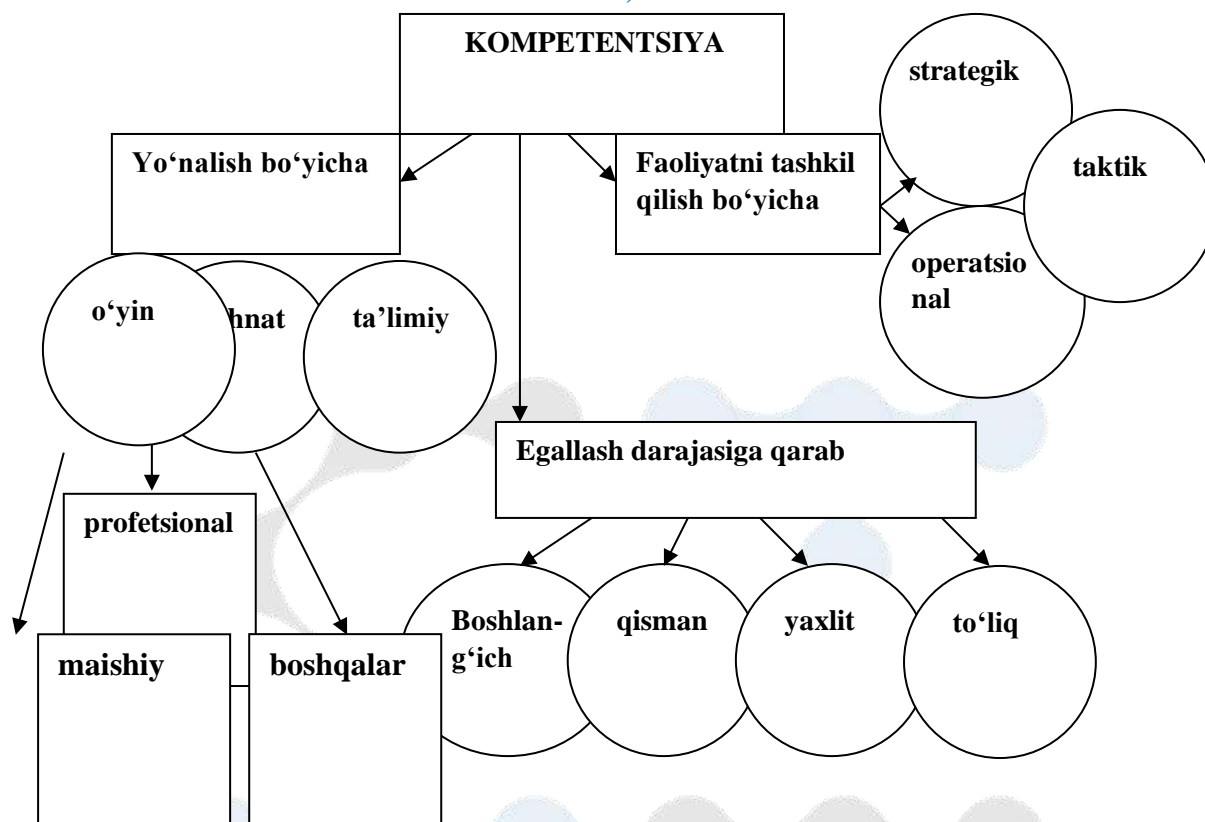 KOMPETENTSIYA
strategik
taktik
Yo‘nalish bo‘yicha
Faoliyatni tashkil
qilish bo‘yicha
operatsio
nal
o‘yin
hnat
ta’limiy
Egallash darajasiga qarab
profetsional
Boshlan-
g‘ich
qisman
yaxlit
to‘liq
maishiy
boshqalar